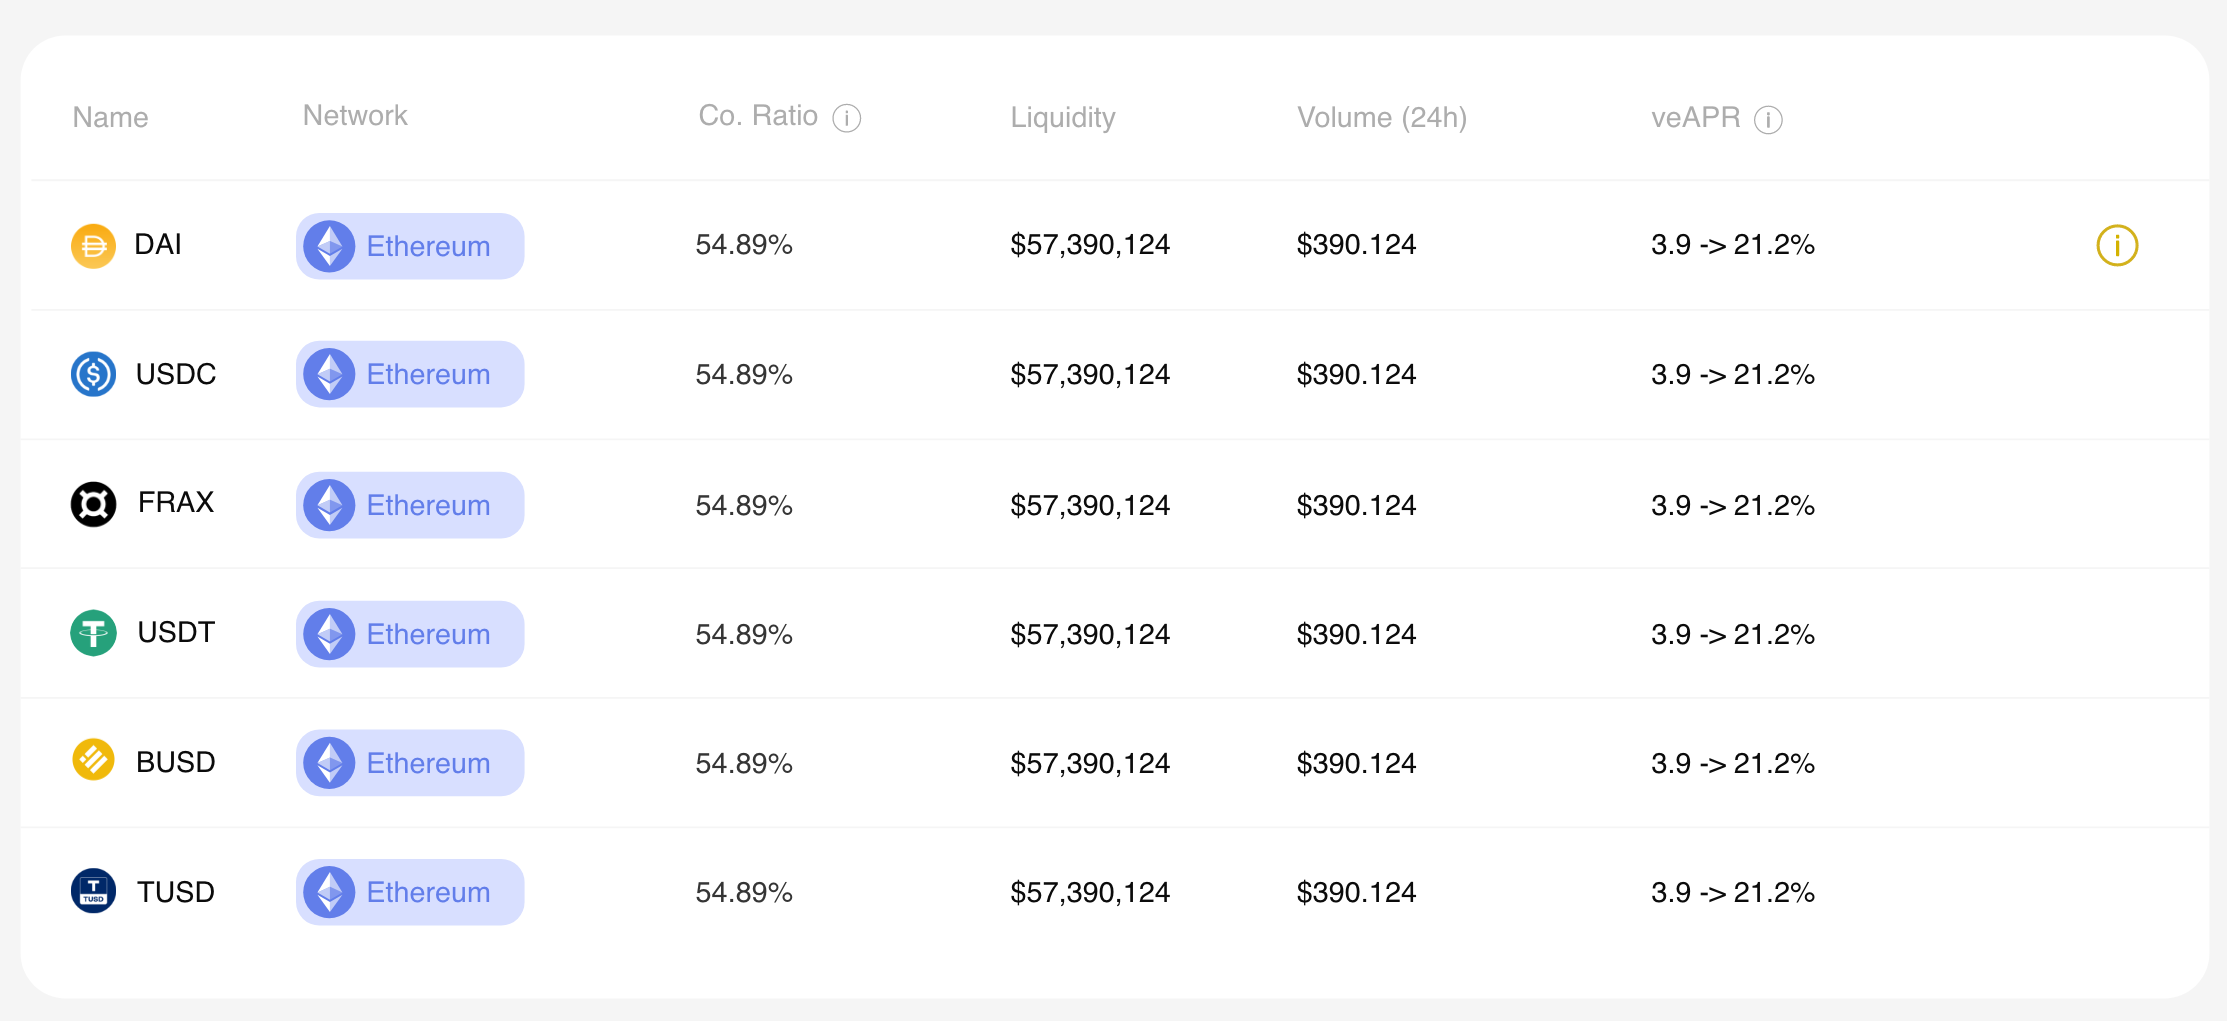 Name Network Co. Ratio i Liquidity Volume (24h) veAPR i
DAI Ethereum 54.89% $57,390,124 $390.124 3.9 -> 21.2% i
USDC Ethereum 54.89% $57,390,124 $390.124 3.9 -> 21.2%
FRAX Ethereum 54.89% $57,390,124 $390.124 3.9 -> 21.2%
USDT Ethereum 54.89% $57,390,124 $390.124 3.9 -> 21.2%
BUSD Ethereum 54.89% $57,390,124 $390.124 3.9 -> 21.2%
T TUSD TUSD Ethereum 54.89% $57,390,124 $390.124 3.9 -> 21.2%